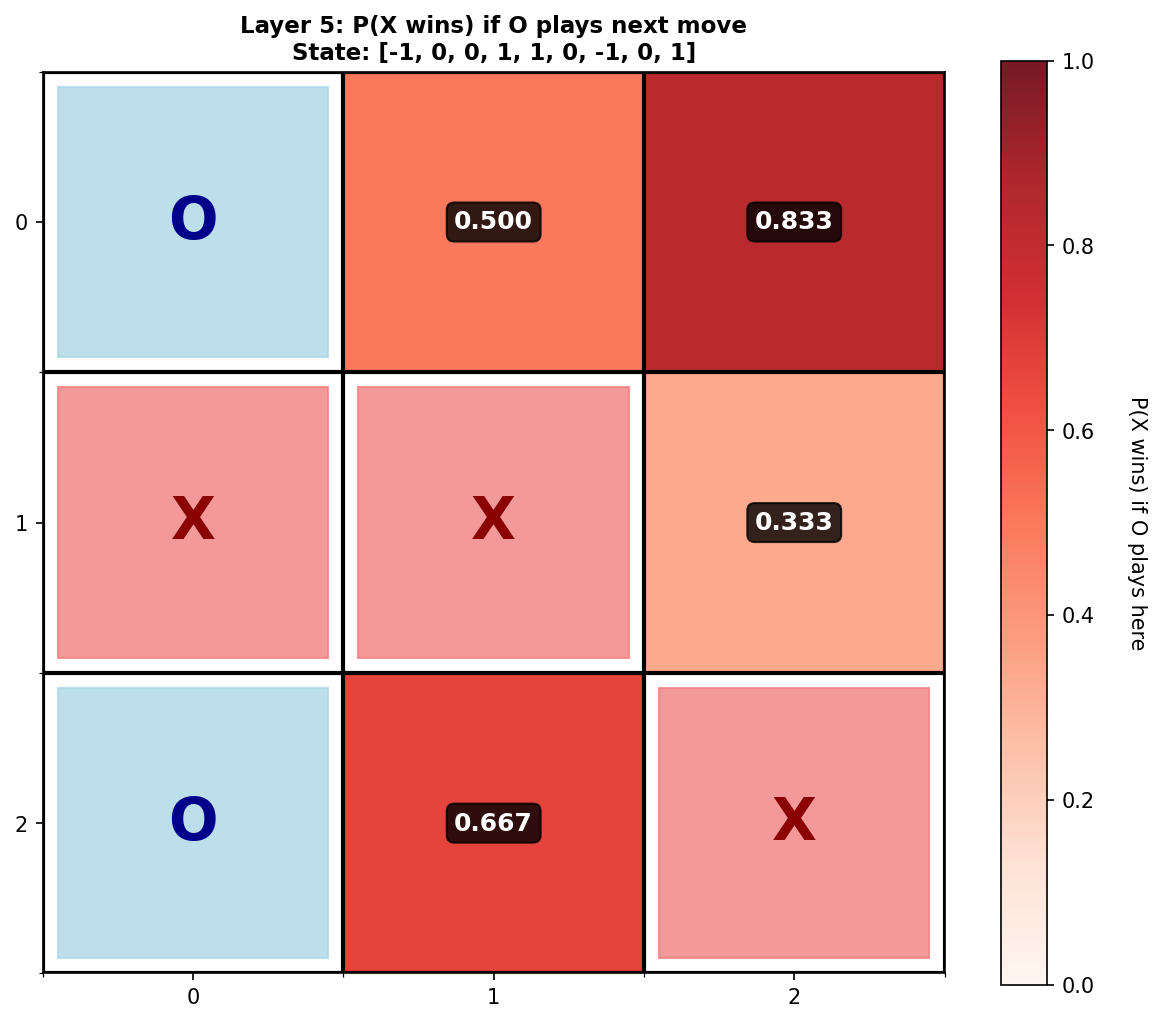 Layer 5: P(X wins) if O plays next move
State: [-1, 0, 0, 1, 1, 0, -1, 0, 1]
0
O
0.500
0.833
1
X
X
0.333
2
O
0.667
X
0
1
2
1.0
0.8
0.6
0.4
0.2
0.0
P(X wins) if O plays here